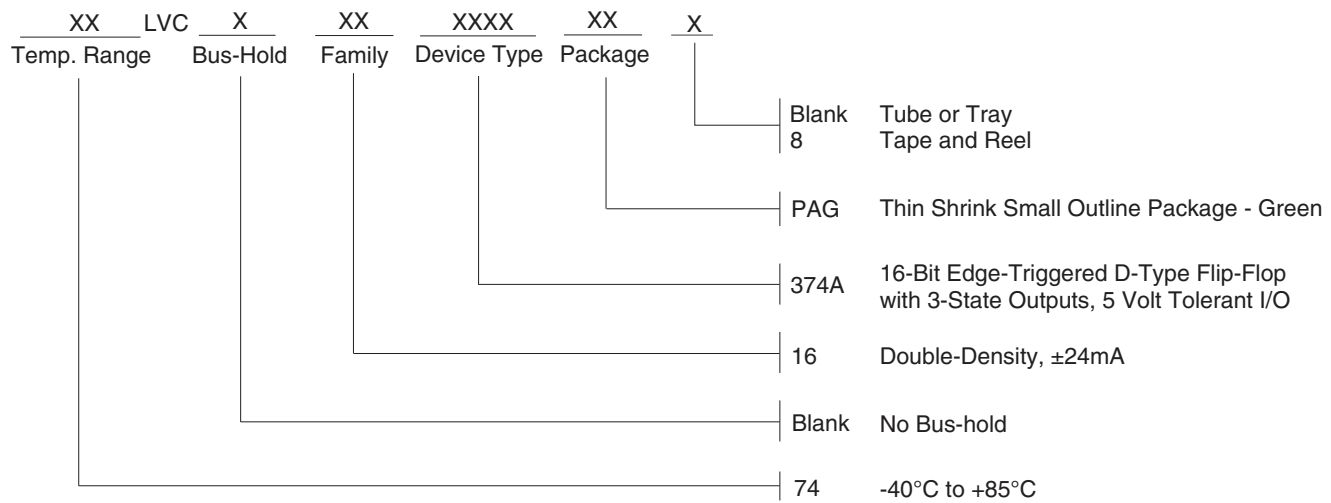 XX LVC X XX XXXX XX X
Temp. Range Bus-Hold Family Device Type Package
Blank Tube or Tray
8 Tape and Reel
PAG Thin Shrink Small Outline Package - Green
374A 16-Bit Edge-Triggered D-Type Flip-Flop
with 3-State Outputs, 5 Volt Tolerant I/O
16 Double-Density, ±24mA
Blank No Bus-hold
74 -40°C to +85°C